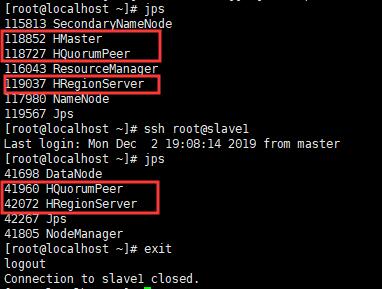 [root@localhost ~]# jps
115813 SecondaryNameNode
118852 HMaster
118727 HQuorumPeer
116043 ResourceManager
119037 HRegionServer
117980 NameNode
119567 Jps
[root@localhost ~]# ssh root@slave1
Last login: Mon Dec  2 19:08:14 2019 from master
[root@localhost ~]# jps
41698 DataNode
41960 HQuorumPeer
42072 HRegionServer
42267 Jps
41805 NodeManager
[root@localhost ~]# exit
logout
Connection to slave1 closed.